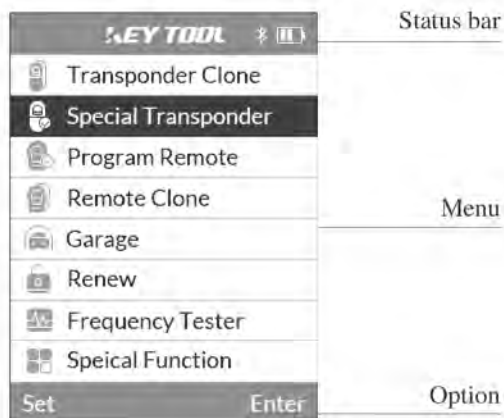 KEY TOOL
Status bar
Transponder Clone
Special Transponder
Program Remote
Remote Clone
Menu
Garage
Renew
Frequency Tester
Speical Function
Set
Enter
Option